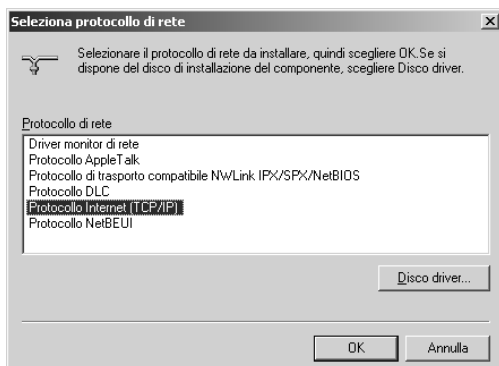 Seleziona protocollo di rete
Selezionare il protocollo di rete da installare, quindi scegliere OK.Se si
dispone del disco di installazione del componente, scegliere Disco driver.
Protocollo di rete
Driver monitor di rete
Protocollo AppleTalk
Protocollo di trasporto compatibile NWLink IPX/SPX/NetBIOS
Protocollo DLC
Protocollo Internet (TCP/IP)
Protocollo NetBEUI
Disco driver...
OK
Annulla